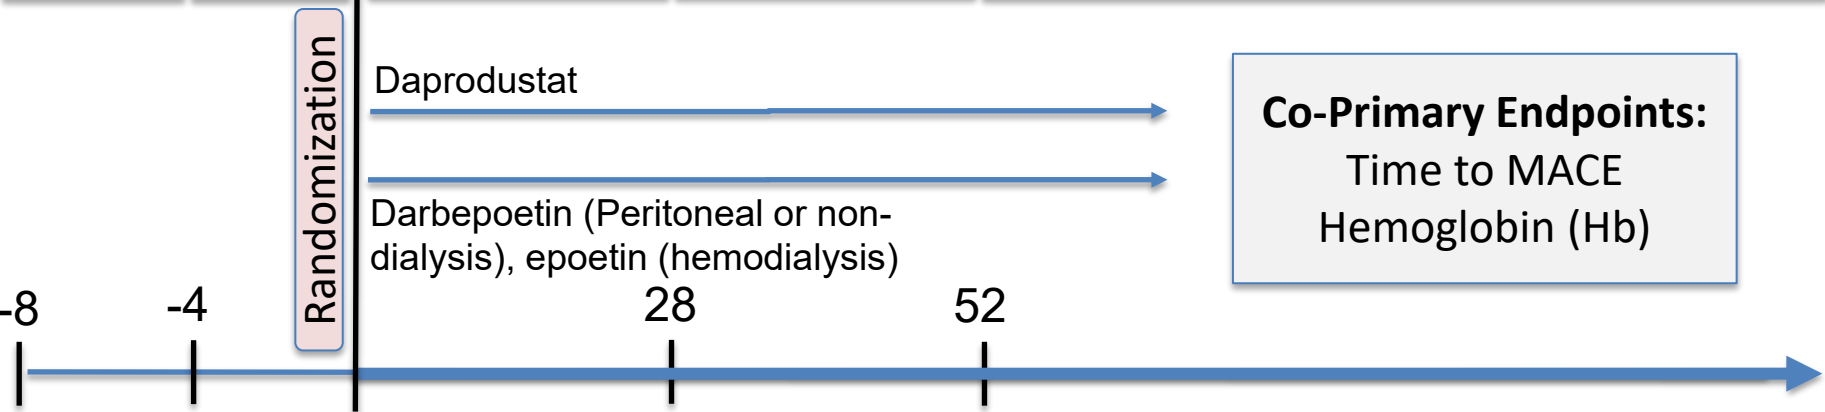 Randomization
Daprodustat
Darbepoetin (Peritoneal or non-
dialysis), epoetin (hemodialysis)
Co-Primary Endpoints:
Time to MACE
Hemoglobin (Hb)
-8 -4 28 52